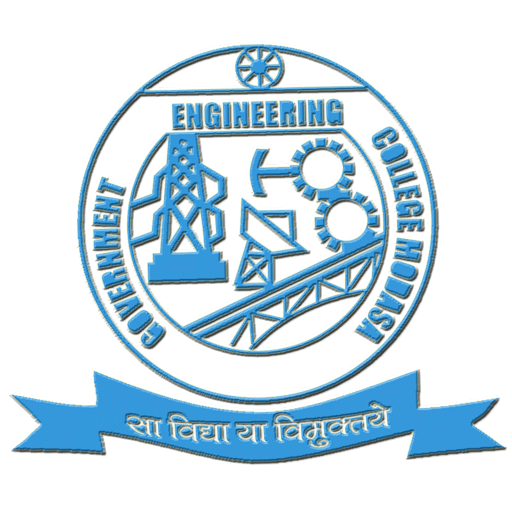 GOVERNMENT
ENGINEERING
COLLEGE MODASA
सा विद्या या विमुक्तये